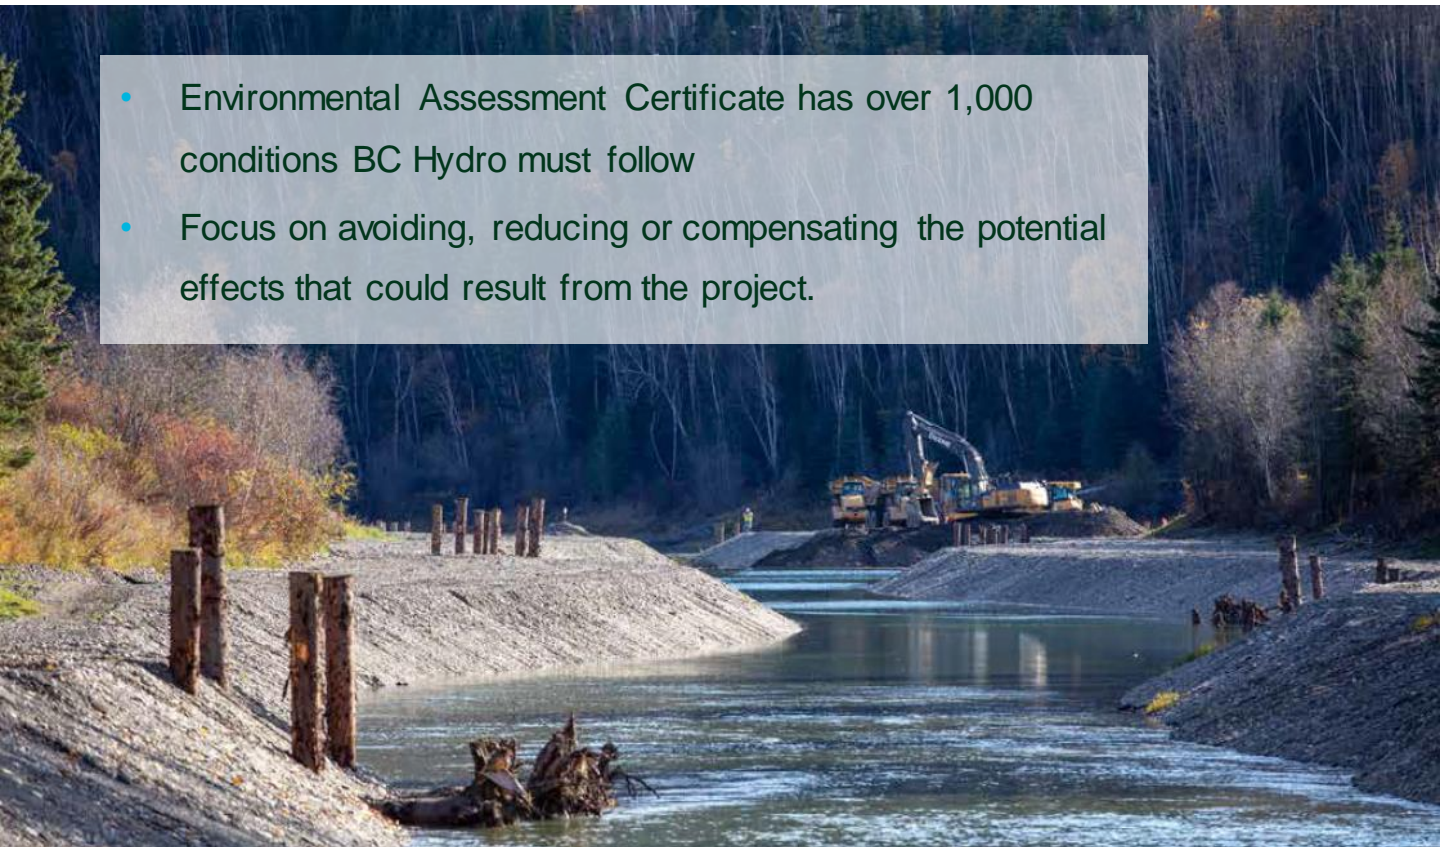 • Environmental Assessment Certificate has over 1,000
conditions BC Hydro must follow
• Focus on avoiding, reducing or compensating the potential
effects that could result from the project.